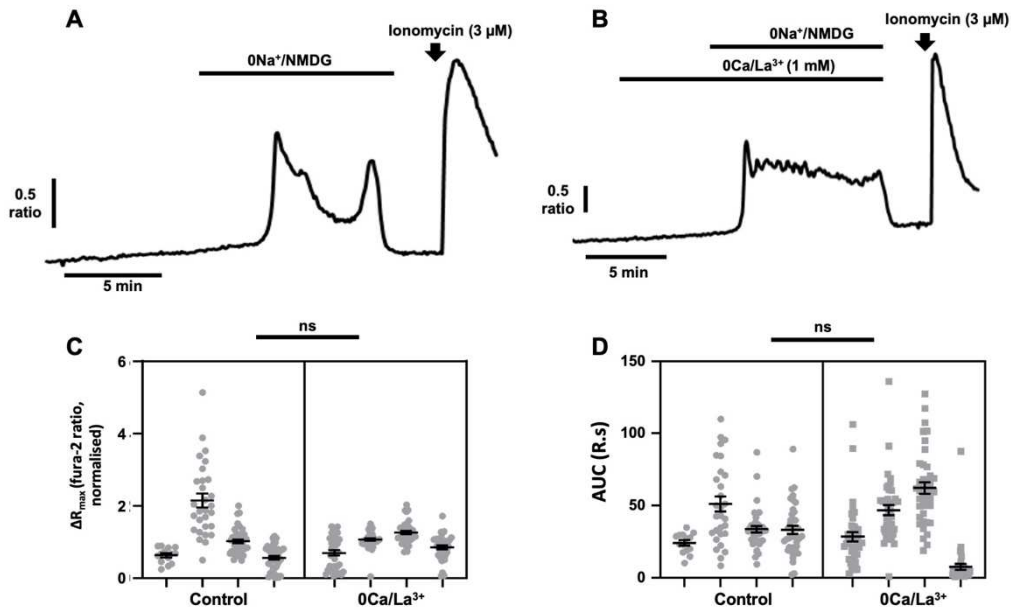 A
Ionomycin (3 µM)
0Na⁺/NMDG
0.5
ratio
5 min
B
Ionomycin (3 µM)
0Na⁺/NMDG
0Ca/La³⁺ (1 mM)
0.5
ratio
5 min
C
ns
ΔRmax (fura-2 ratio,
normalised)
6
4
2
0
Control
0Ca/La³⁺
D
ns
AUC (R.s)
150
100
50
0
Control
0Ca/La³⁺